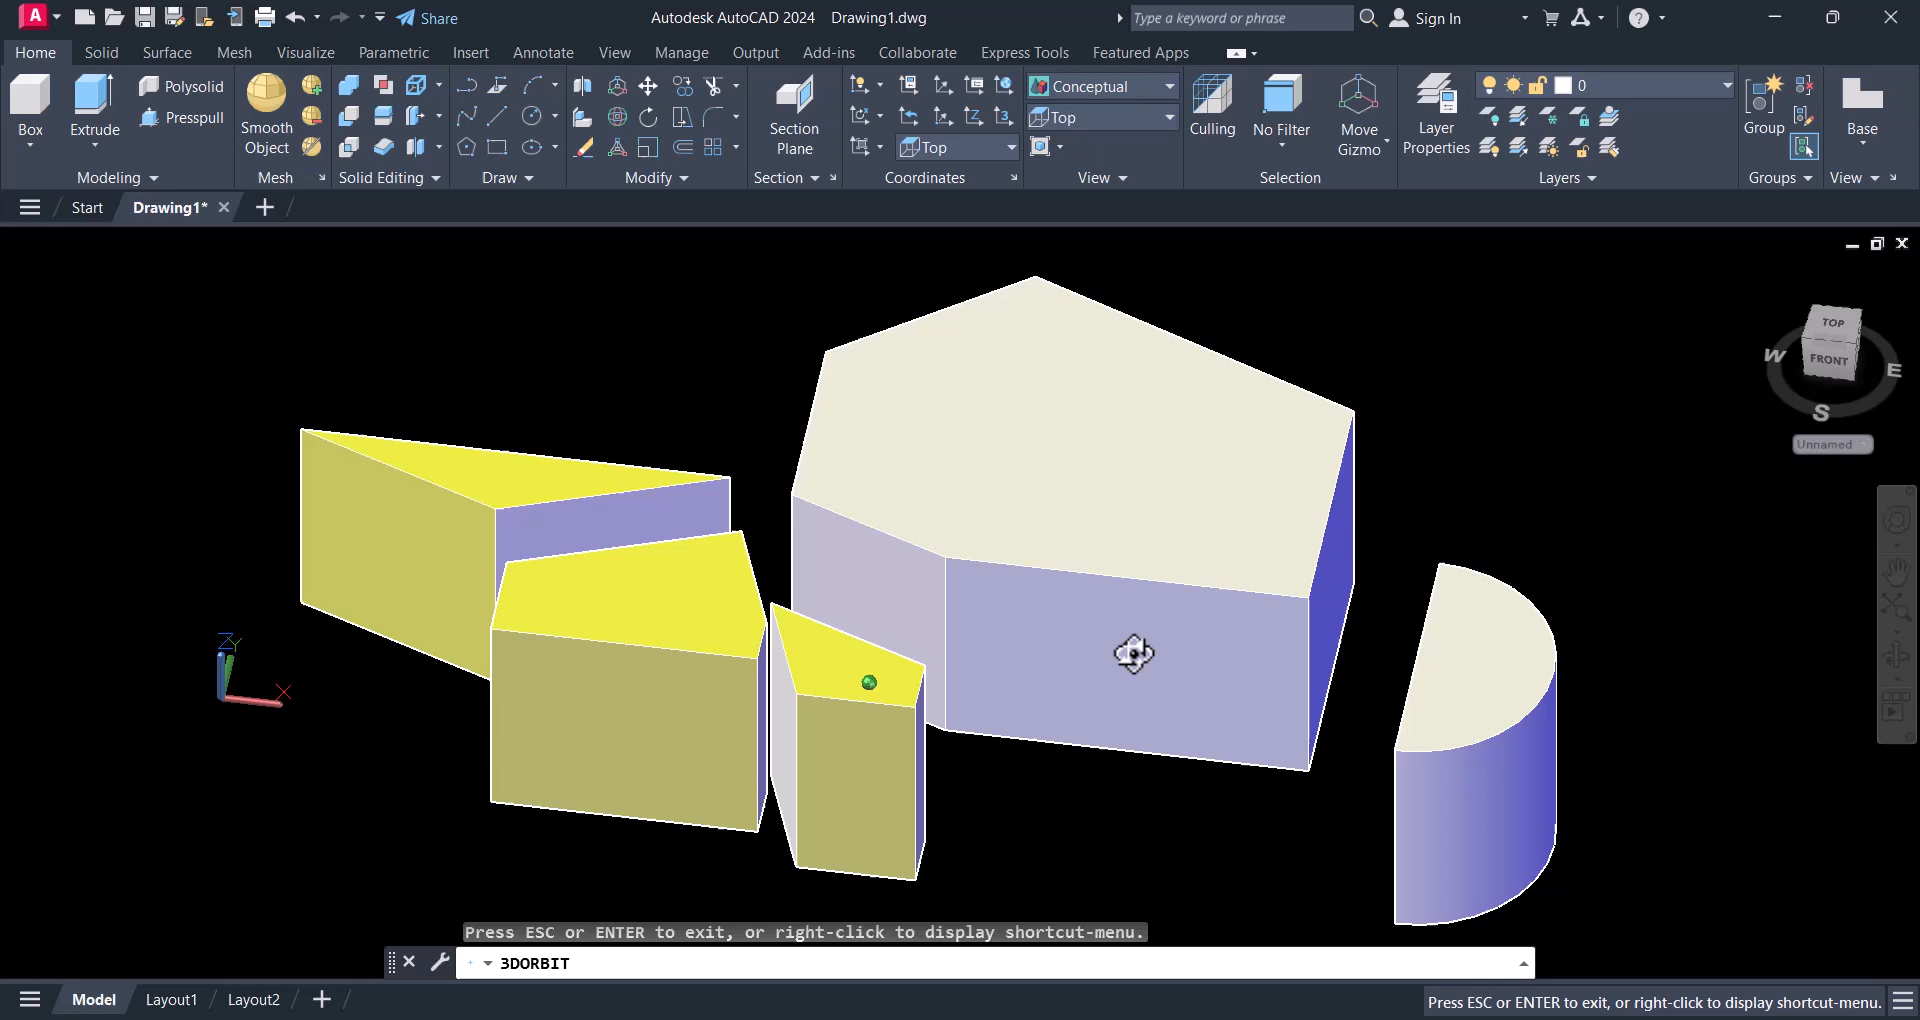 A
Share
Autodesk AutoCAD 2024 Drawing1.dwg
Type a keyword or phrase
Sign In
Home Solid Surface Mesh Visualize Parametric Insert Annotate View Manage Output Add-ins Collaborate Express Tools Featured Apps
Box
Extrude
Polysolid
Presspull
Modeling
Smooth
Object
Mesh
Solid Editing
Draw
Modify
Section
Plane
Section
Top
Coordinates
Conceptual
Top
View
Culling
No Filter
Move
Gizmo
Selection
Layer
Properties
0
Layers
Group
Groups
Base
View
Start
Drawing1*
TOP
FRONT
W
E
S
Unnamed
Z
Y
X
Press ESC or ENTER to exit, or right-click to display shortcut-menu.
3DORBIT
Model Layout1 Layout2
Press ESC or ENTER to exit, or right-click to display shortcut-menu.